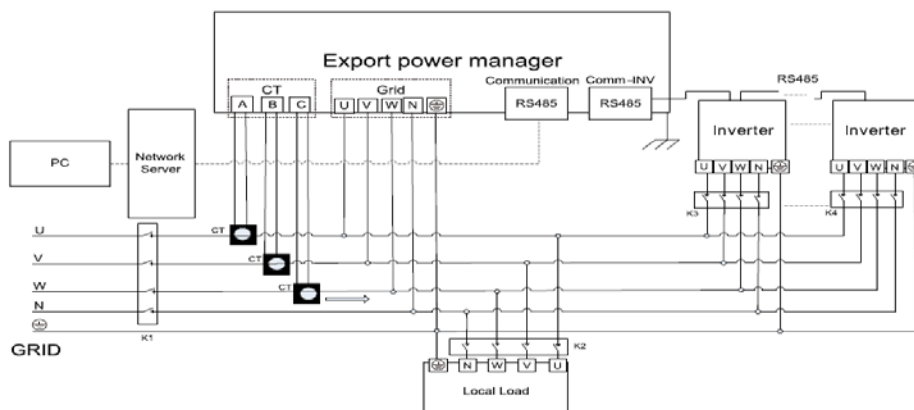 Export power manager
CT
Grid
Communication
Comm-INV
RS485
A
B
C
U
V
W
N
RS485
RS485
Inverter
Inverter
PC
Network
Server
U
V
W
N
U
V
W
N
K3
K4
U
CT
V
CT
W
CT
N
K1
GRID
K2
N
W
V
U
Local Load